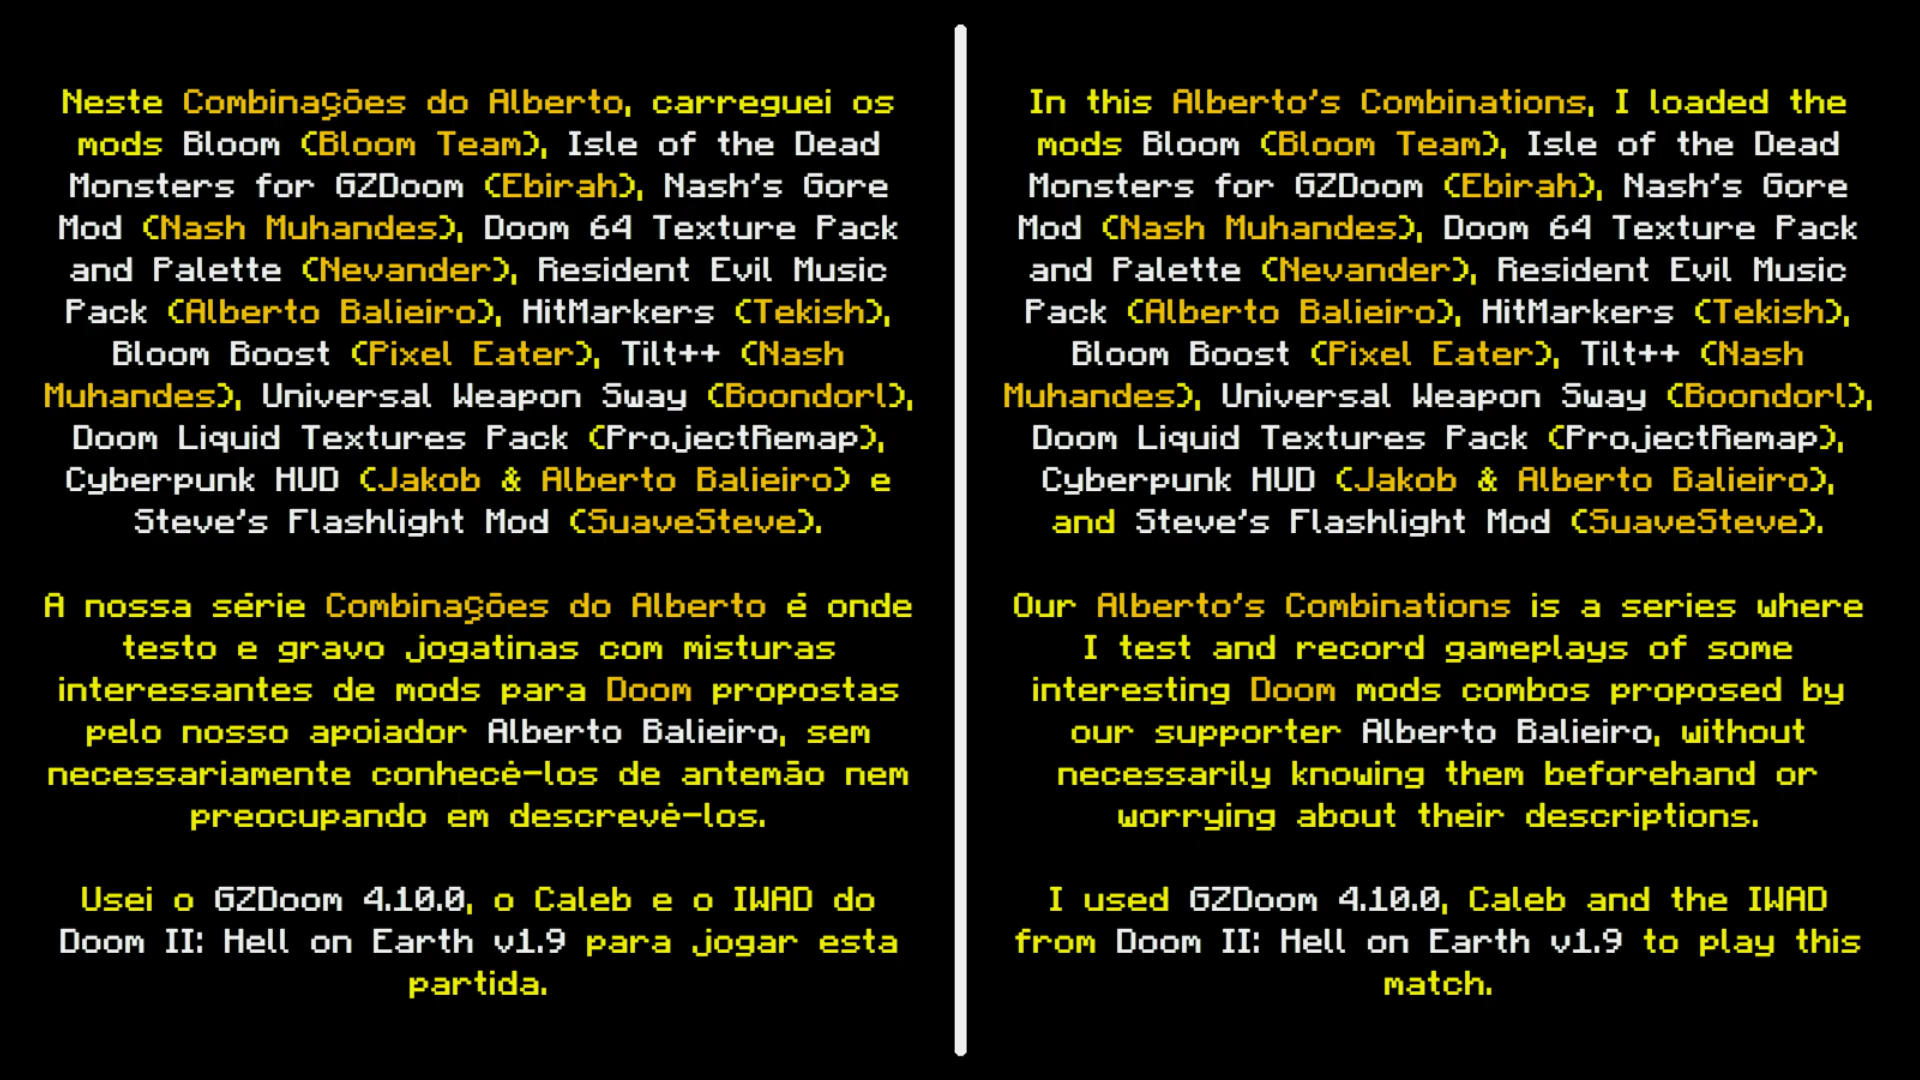 Neste Combinações do Alberto, carreguei os
mods Bloom (Bloom Team), Isle of the Dead
Monsters for GZDoom (Ebirah), Nash's Gore
Mod (Nash Muhandes), Doom 64 Texture Pack
and Palette (Nevander), Resident Evil Music
Pack (Alberto Balieiro), HitMarkers (Tekish),
Bloom Boost (Pixel Eater), Tilt++ (Nash
Muhandes), Universal Weapon Sway (Boondorl),
Doom Liquid Textures Pack (ProjectRemap),
Cyberpunk HUD (Jakob & Alberto Balieiro) e
Steve's Flashlight Mod (SuaveSteve).
A nossa série Combinações do Alberto é onde
testo e gravo jogatinas com misturas
interessantes de mods para Doom propostas
pelo nosso apoiador Alberto Balieiro, sem
necessariamente conhecê-los de antemão nem
preocupando em descrevê-los.
Usei o GZDoom 4.10.0, o Caleb e o IWAD do
Doom II: Hell on Earth v1.9 para jogar esta
partida.
In this Alberto's Combinations, I loaded the
mods Bloom (Bloom Team), Isle of the Dead
Monsters for GZDoom (Ebirah), Nash's Gore
Mod (Nash Muhandes), Doom 64 Texture Pack
and Palette (Nevander), Resident Evil Music
Pack (Alberto Balieiro), HitMarkers (Tekish),
Bloom Boost (Pixel Eater), Tilt++ (Nash
Muhandes), Universal Weapon Sway (Boondorl),
Doom Liquid Textures Pack (ProjectRemap),
Cyberpunk HUD (Jakob & Alberto Balieiro),
and Steve's Flashlight Mod (SuaveSteve).
Our Alberto's Combinations is a series where
I test and record gameplays of some
interesting Doom mods combos proposed by
our supporter Alberto Balieiro, without
necessarily knowing them beforehand or
worrying about their descriptions.
I used GZDoom 4.10.0, Caleb and the IWAD
from Doom II: Hell on Earth v1.9 to play this
match.